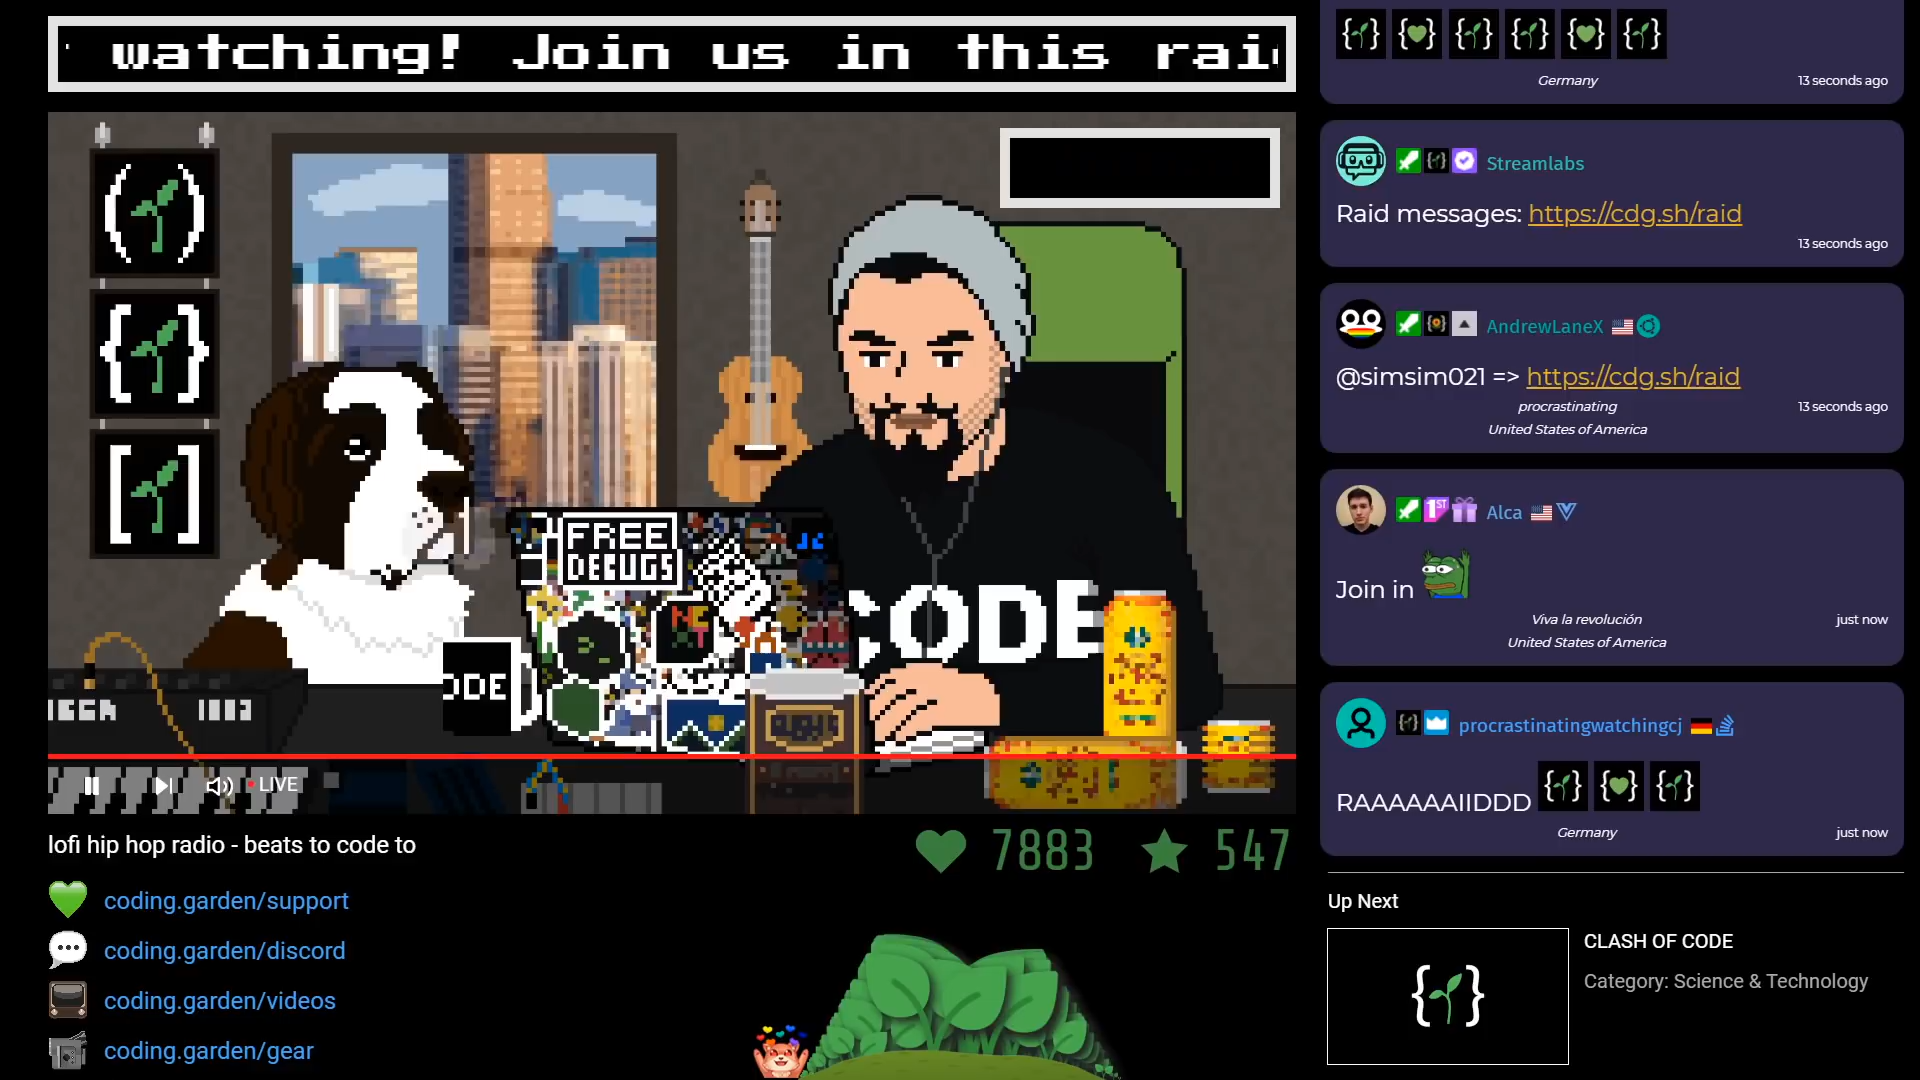 watching! Join us in this
FREE
DEBUGS
CODE
LIVE
lofi hip hop radio - beats to code to
7883
547
coding.garden/support
coding.garden/discord
coding.garden/videos
coding.garden/gear
Germany
13 seconds ago
Streamlabs
Raid messages: https://cdg.sh/raid
13 seconds ago
AndrewLaneX
@simsim021 => https://cdg.sh/raid
procrastinating
13 seconds ago
United States of America
1ST
Alca
Join in
Viva la revolución
just now
United States of America
procrastinatingwatchingcj
RAAAAAAIIDDD
Germany
just now
Up Next
CLASH OF CODE
Category: Science & Technology